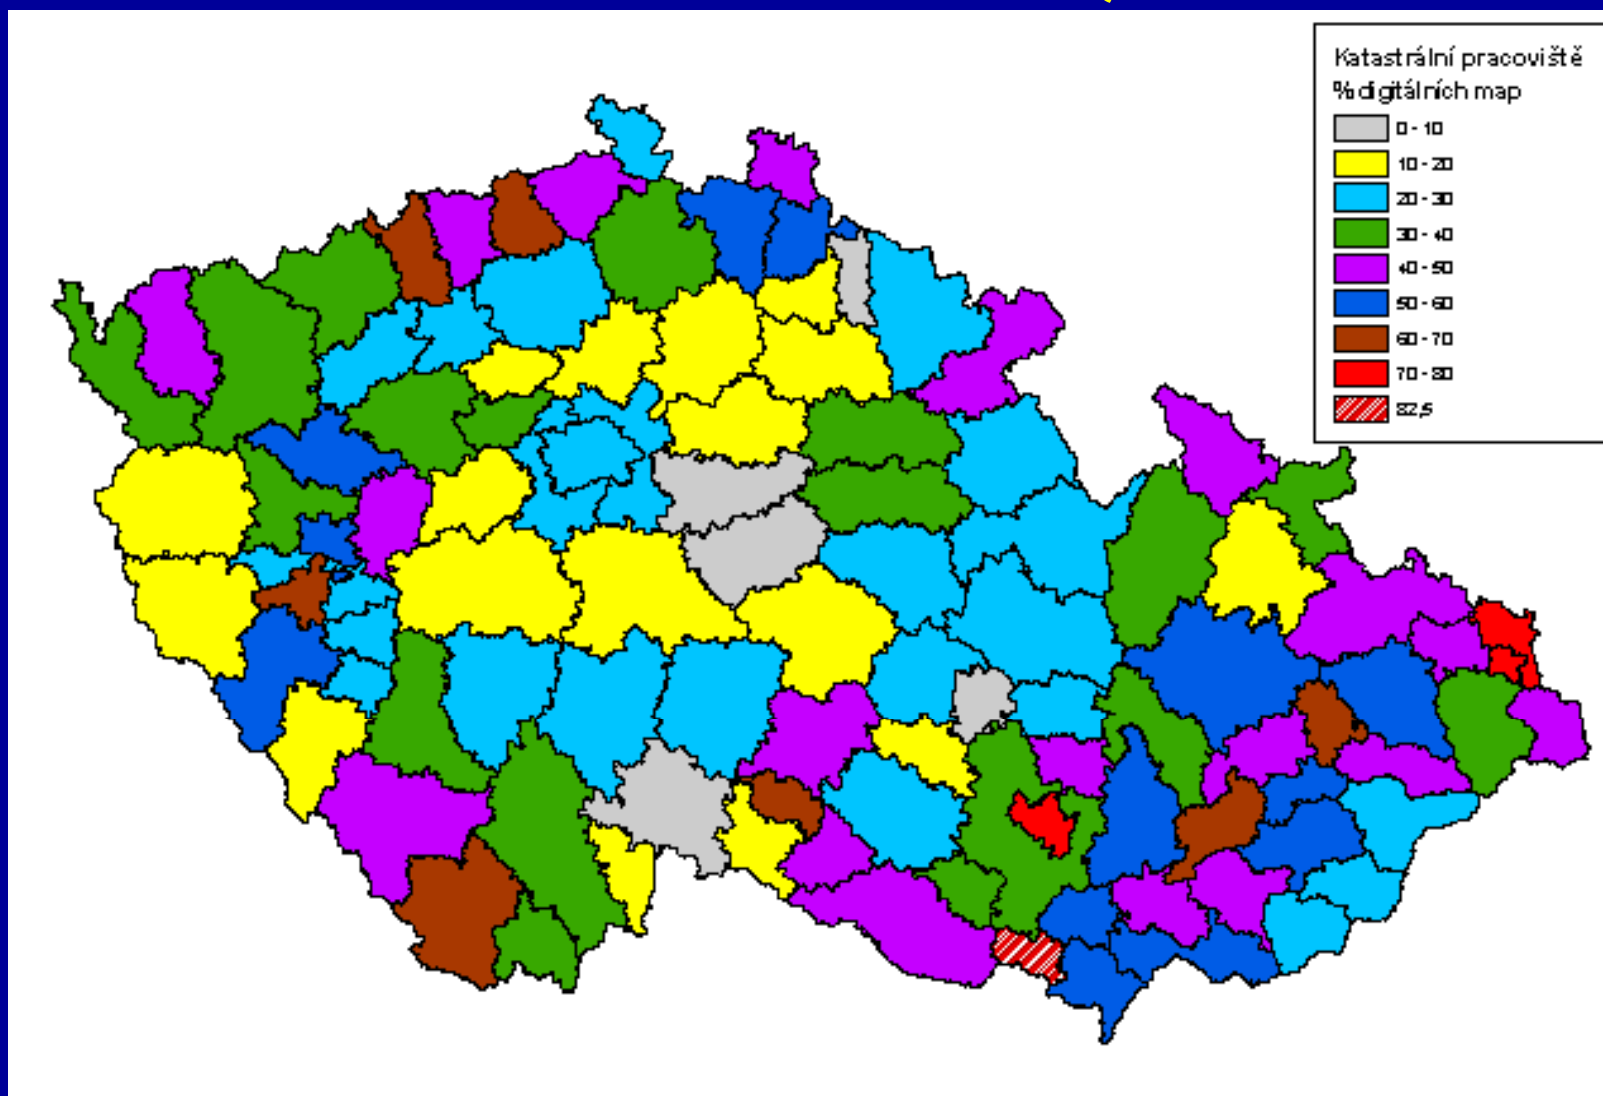 Katastrální pracoviště
% digitálních map
0 - 10
10 - 20
20 - 30
30 - 40
40 - 50
50 - 60
60 - 70
70 - 80
82,5